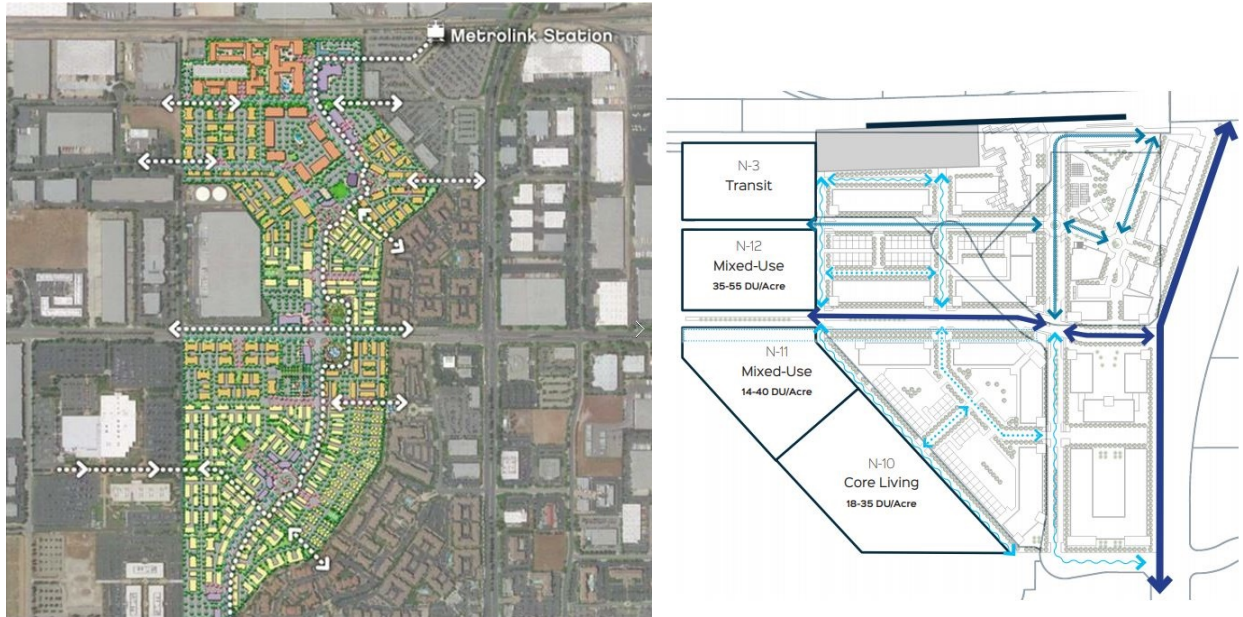 Metrolink Station
N-3
Transit
N-12
Mixed-Use
35-55 DU/Acre
N-11
Mixed-Use
14-40 DU/Acre
N-10
Core Living
18-35 DU/Acre